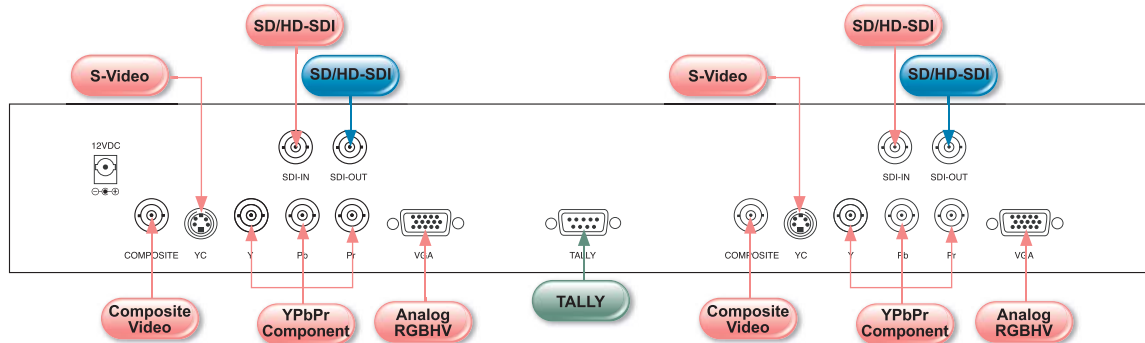 SD/HD-SDI
SD/HD-SDI
S-Video
SD/HD-SDI
S-Video
SD/HD-SDI
12VDC
SDI-IN
SDI-OUT
SDI-IN
SDI-OUT
COMPOSITE
YC
Y
Pb
Pr
VGA
TALLY
COMPOSITE
YC
Y
Pb
Pr
VGA
Composite
Video
YPbPr
Component
Analog
RGBHV
TALLY
Composite
Video
YPbPr
Component
Analog
RGBHV